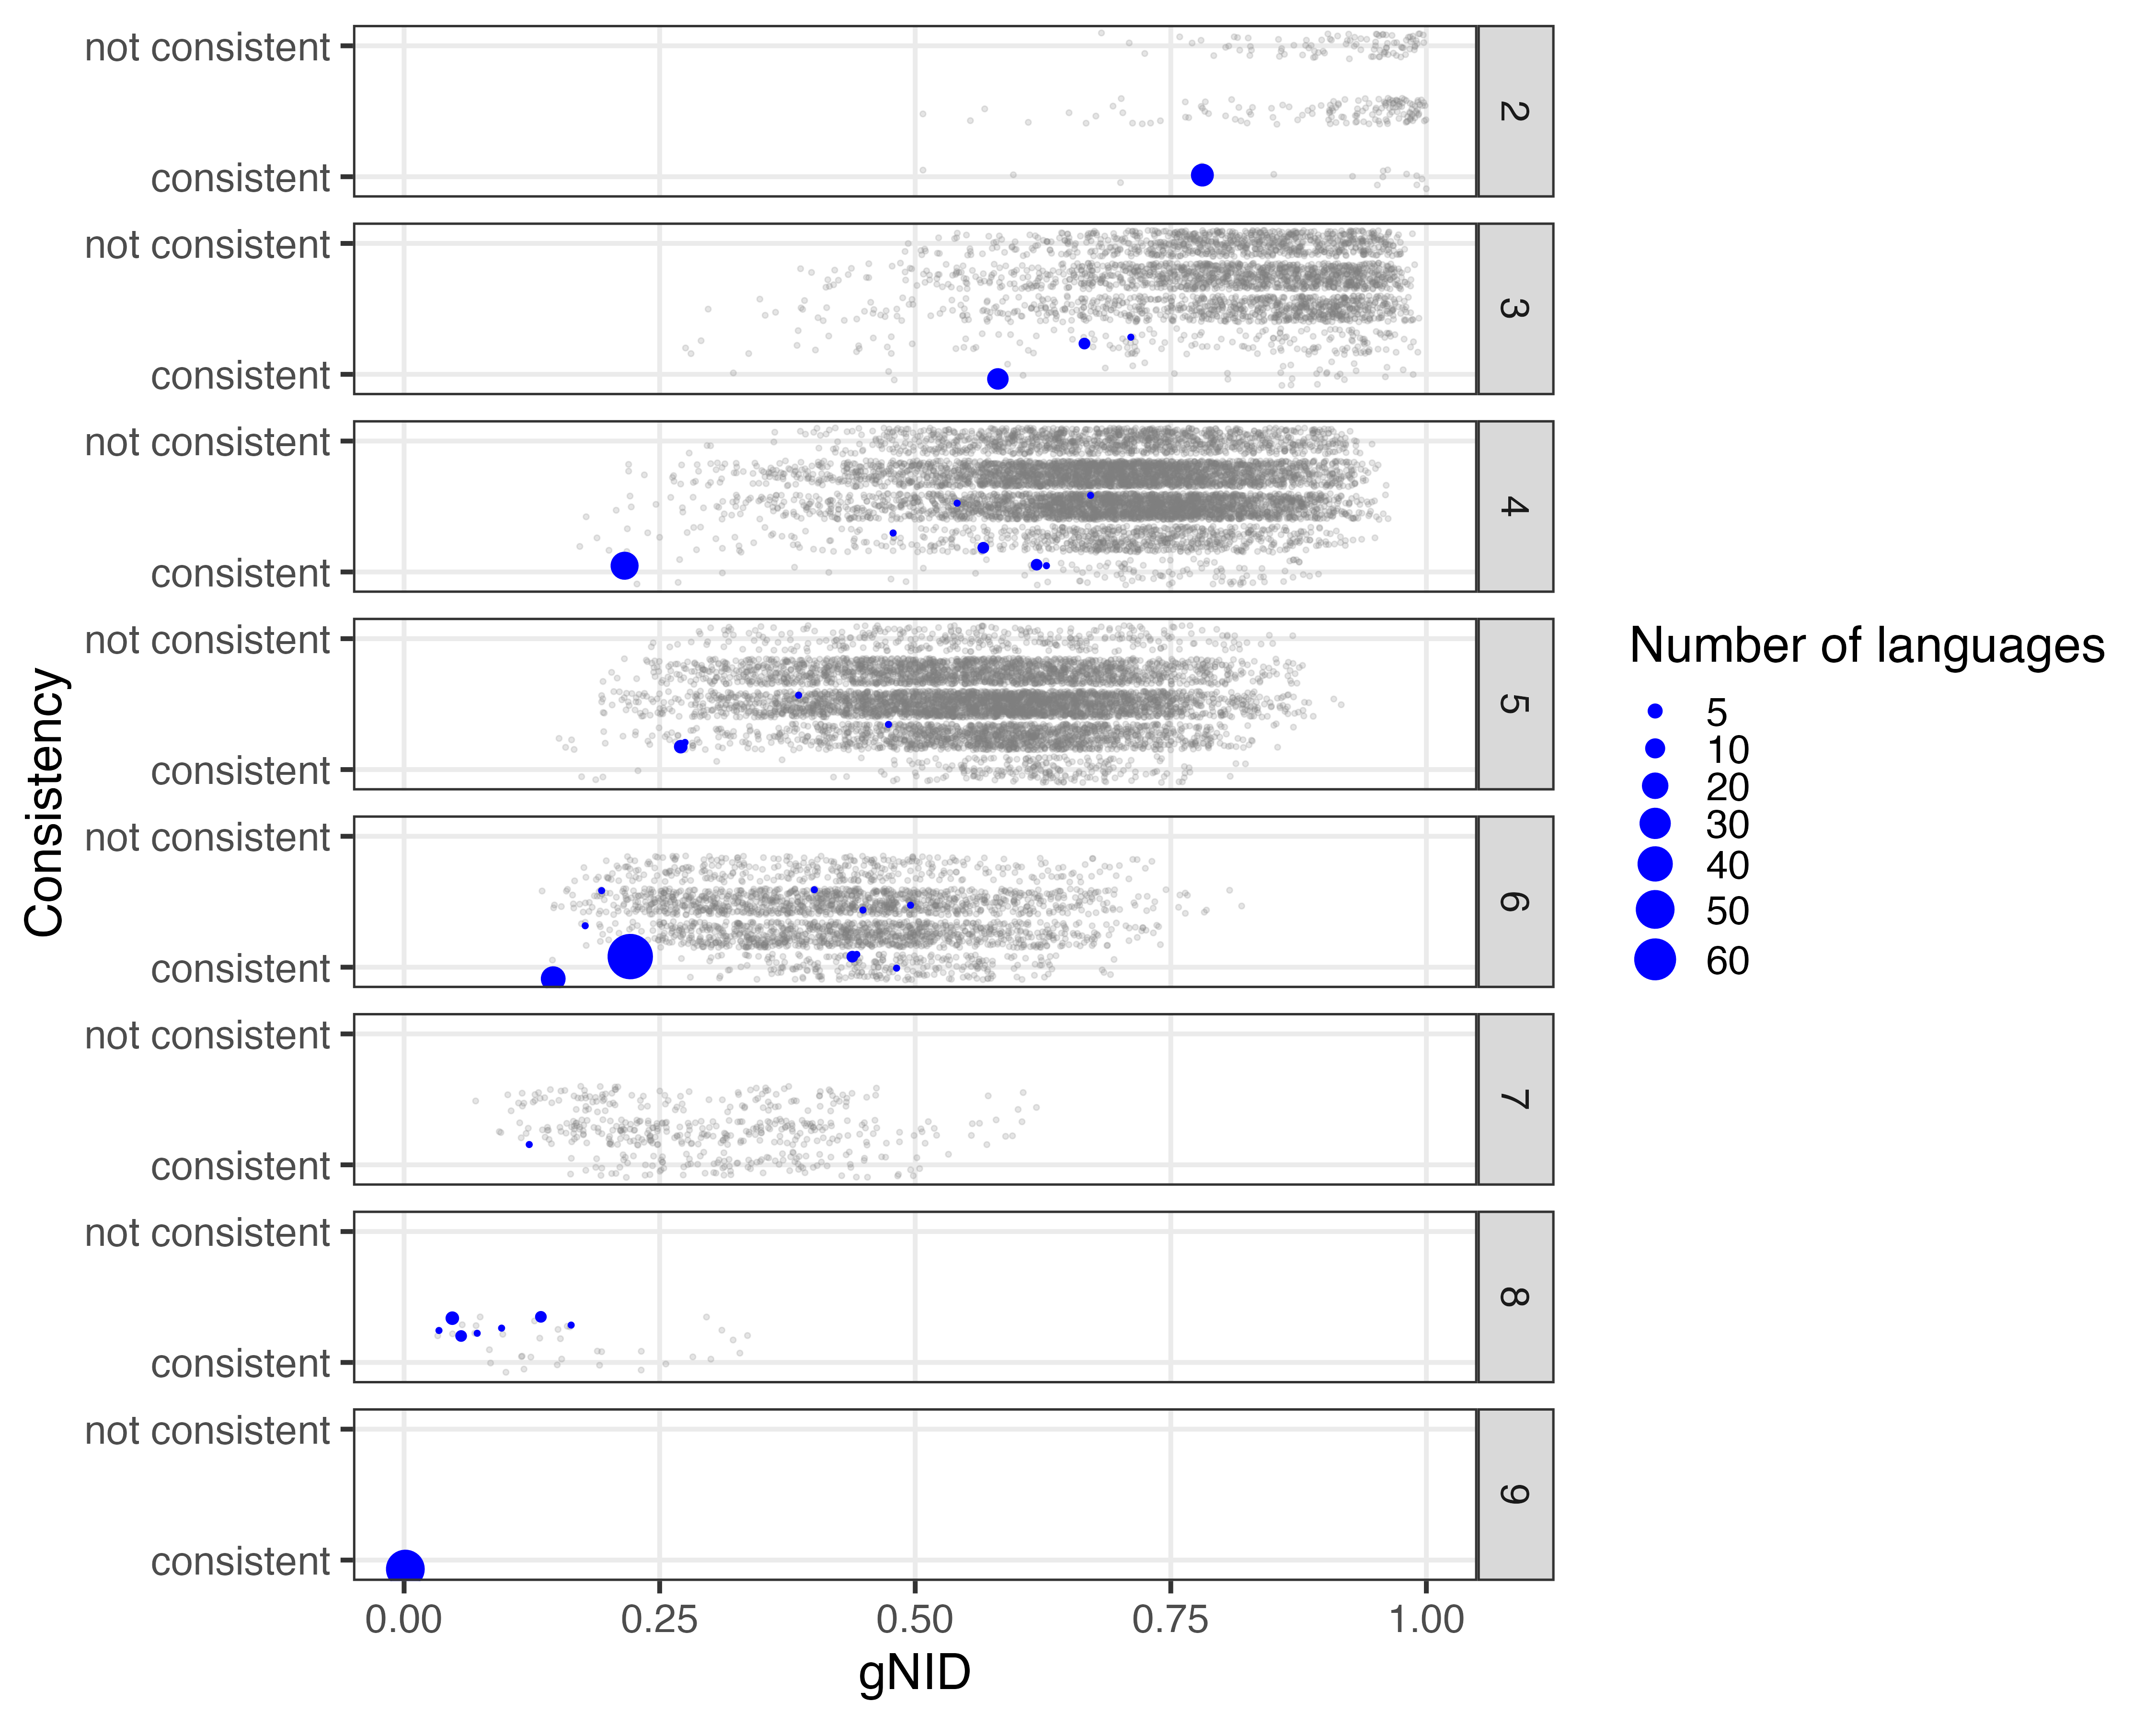 not consistent
consistent
2
not consistent
consistent
3
not consistent
consistent
4
not consistent
consistent
5
not consistent
consistent
6
not consistent
consistent
7
not consistent
consistent
8
not consistent
consistent
9
Consistency
0.00 0.25 0.50 0.75 1.00
gNID
Number of languages
5
10
20
30
40
50
60